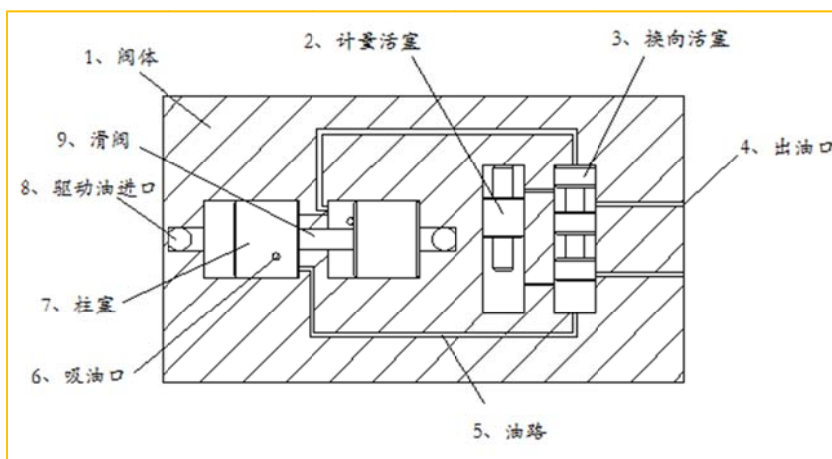 2、计量活塞
3、换向活塞
1、阀体
9、滑阀
4、出油口
8、驱动油进口
7、柱塞
6、吸油口
5、油路